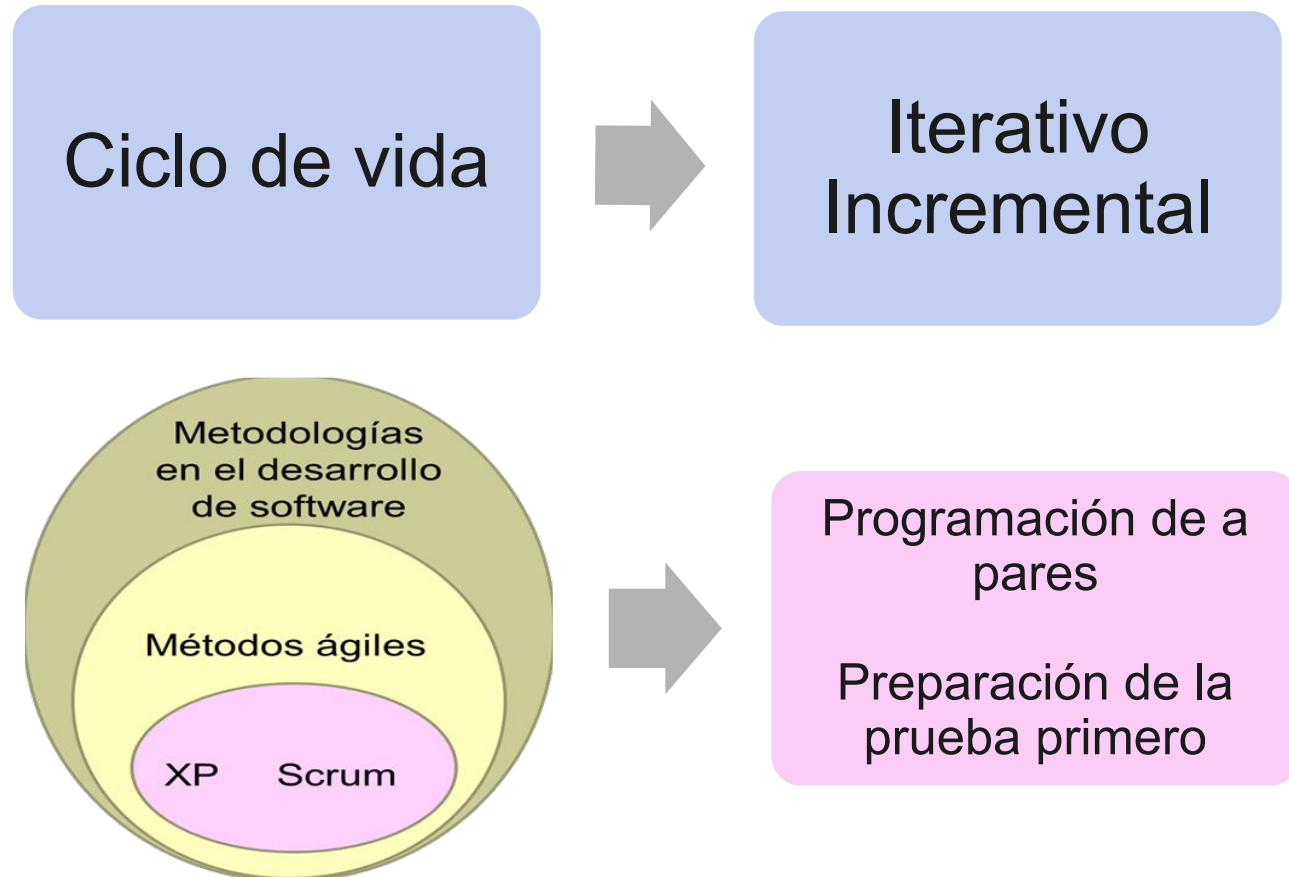 Ciclo de vida
Iterativo
Incremental
Metodologías
en el desarrollo
de software
Métodos ágiles
XP Scrum
Programación de a
pares
Preparación de la
prueba primero